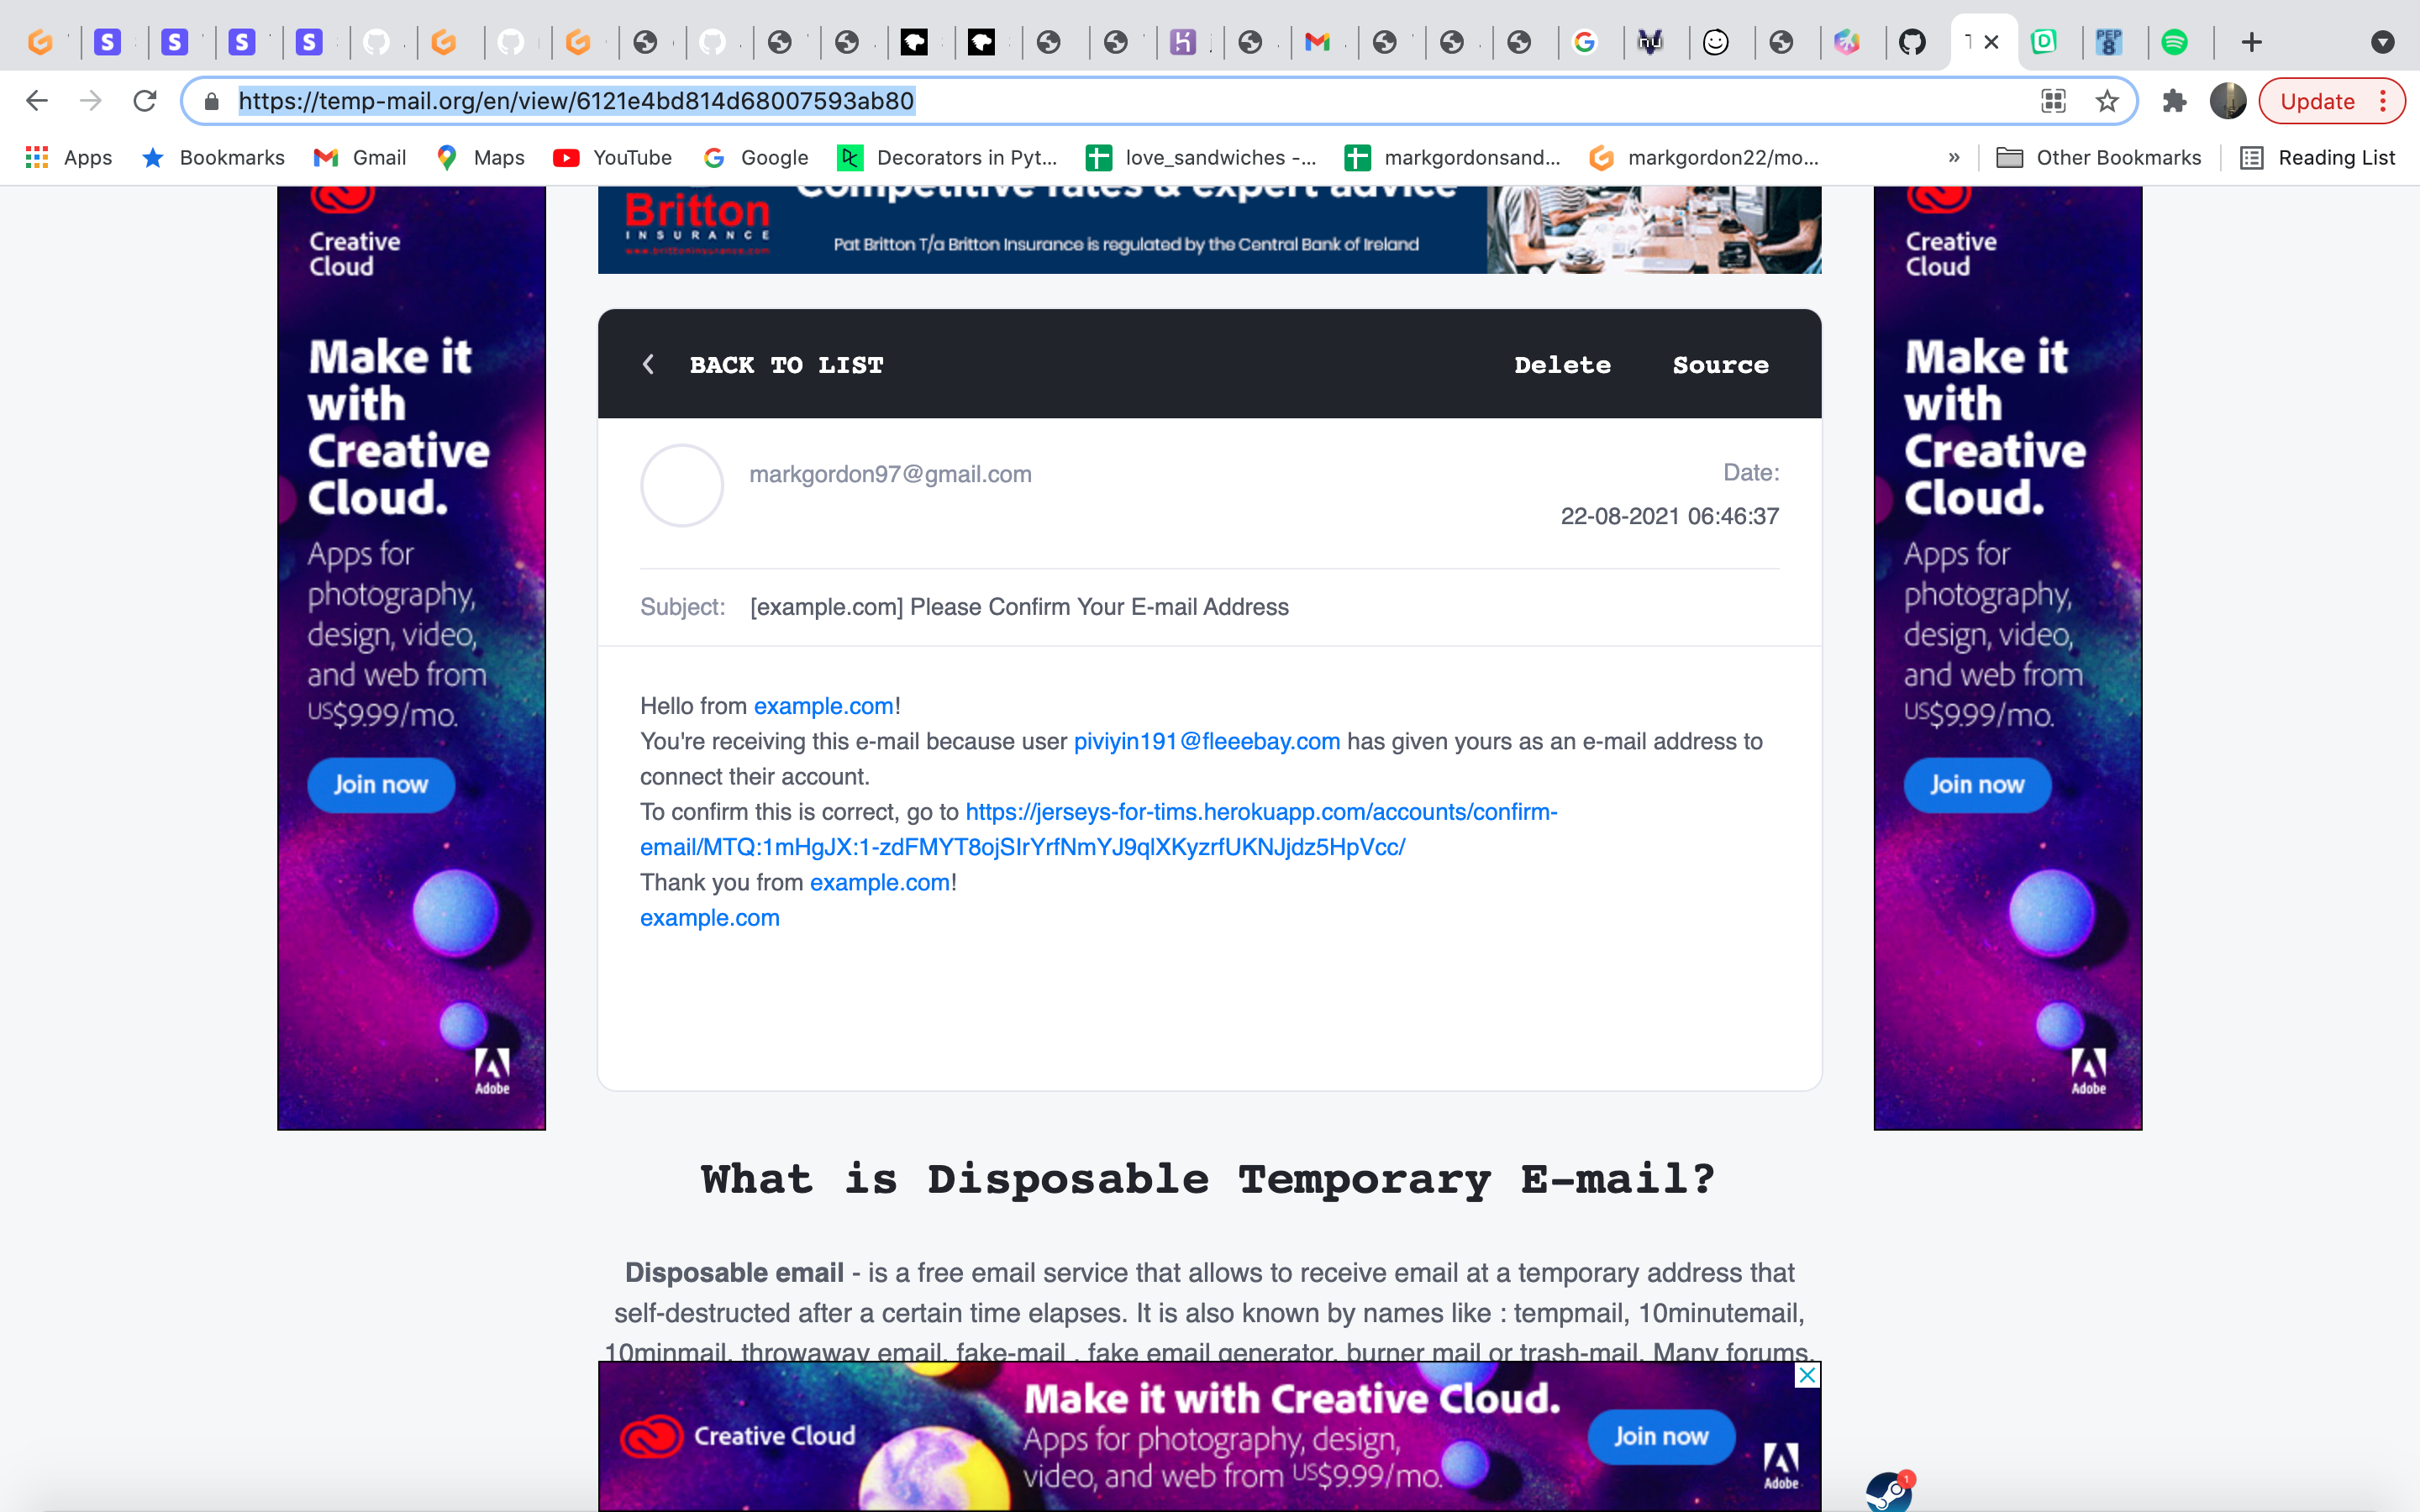 https://temp-mail.org/en/view/6121e4bd814d68007593ab80
Update
Apps
Bookmarks
Gmail
Maps
YouTube
Google
Decorators in Pyt...
love_sandwiches -...
markgordonsand...
markgordon22/mo...
»
Other Bookmarks
Reading List
Competitive rates & expert advice
Britton
INSURANCE
www.brittoninsurance.com
Pat Britton T/a Britton Insurance is regulated by the Central Bank of Ireland
Creative
Cloud
Make it
with
Creative
Cloud.
Apps for
photography,
design, video,
and web from
US$9.99/mo.
Join now
Adobe
BACK TO LIST
Delete
Source
markgordon97@gmail.com
Date:
22-08-2021 06:46:37
Subject: [example.com] Please Confirm Your E-mail Address
Hello from example.com!
You're receiving this e-mail because user piviyin191@fleeebay.com has given yours as an e-mail address to
connect their account.
To confirm this is correct, go to https://jerseys-for-tims.herokuapp.com/accounts/confirm-
email/MTQ:1mHgJX:1-zdFMYT8ojSIrYrfNmYJ9qlXKyzrfUKNJjdz5HpVcc/
Thank you from example.com!
example.com
Creative
Cloud
Make it
with
Creative
Cloud.
Apps for
photography,
design, video,
and web from
US$9.99/mo.
Join now
Adobe
What is Disposable Temporary E-mail?
Disposable email - is a free email service that allows to receive email at a temporary address that
self-destructed after a certain time elapses. It is also known by names like : tempmail, 10minutemail,
10minmail, throwaway email, fake-mail , fake email generator, burner mail or trash-mail. Many forums,
Creative Cloud
Make it with Creative Cloud.
Apps for photography, design,
video, and web from US$9.99/mo.
Join now
Adobe
1